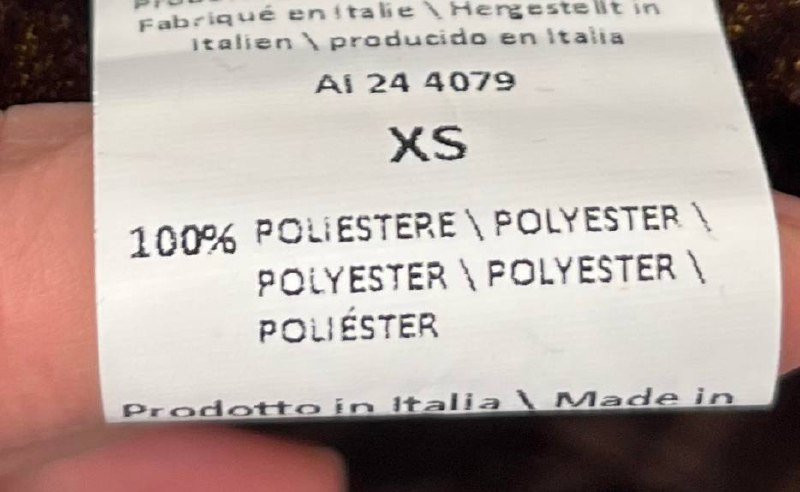 Fabriqué en Italie \ Hergestellt in
Italien \ producido en Italia
AI 24 4079
XS
100% POLIESTERE \ POLYESTER \
POLYESTER \ POLYESTER \
POLIÉSTER
Prodotto in Italia \ Made in